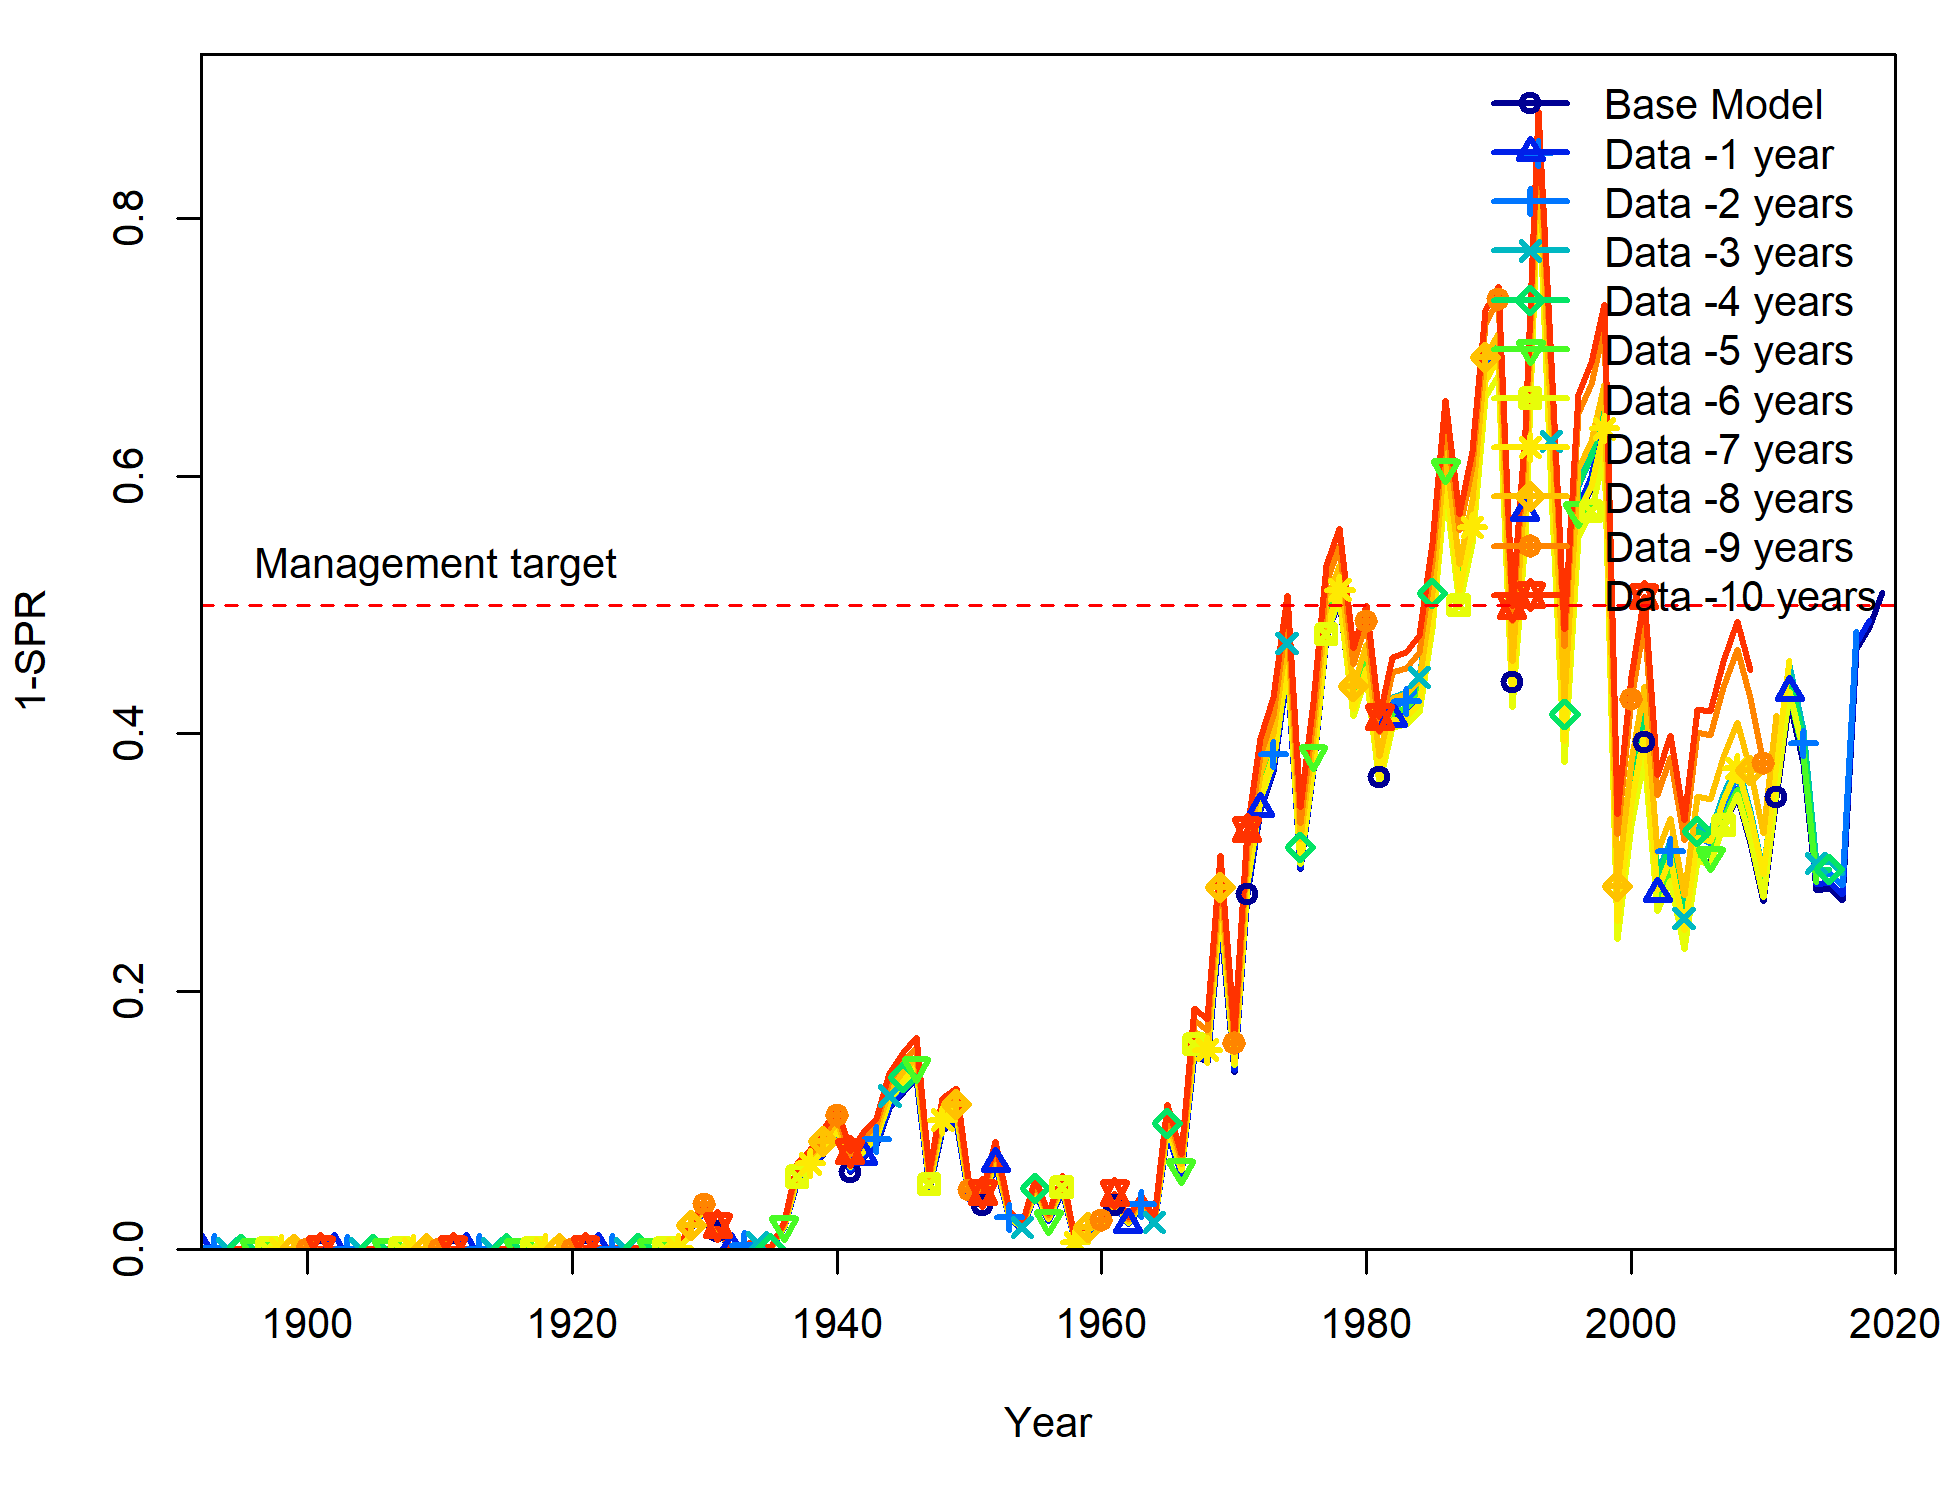 Base Model
Data -1 year
Data -2 years
Data -3 years
Data -4 years
Data -5 years
Data -6 years
Data -7 years
Data -8 years
Data -9 years
Data -10 years
Management target
1-SPR
0.8
0.6
0.4
0.2
0.0
1900
1920
1940
1960
1980
2000
2020
Year